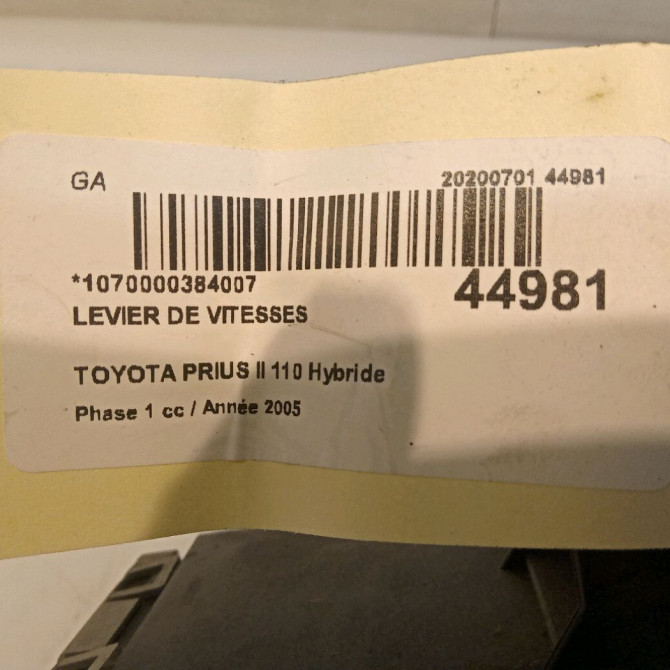 GA 20200701 44981
*1070000384007 44981
LEVIER DE VITESSES
TOYOTA PRIUS II 110 Hybride
Phase 1 cc / Année 2005